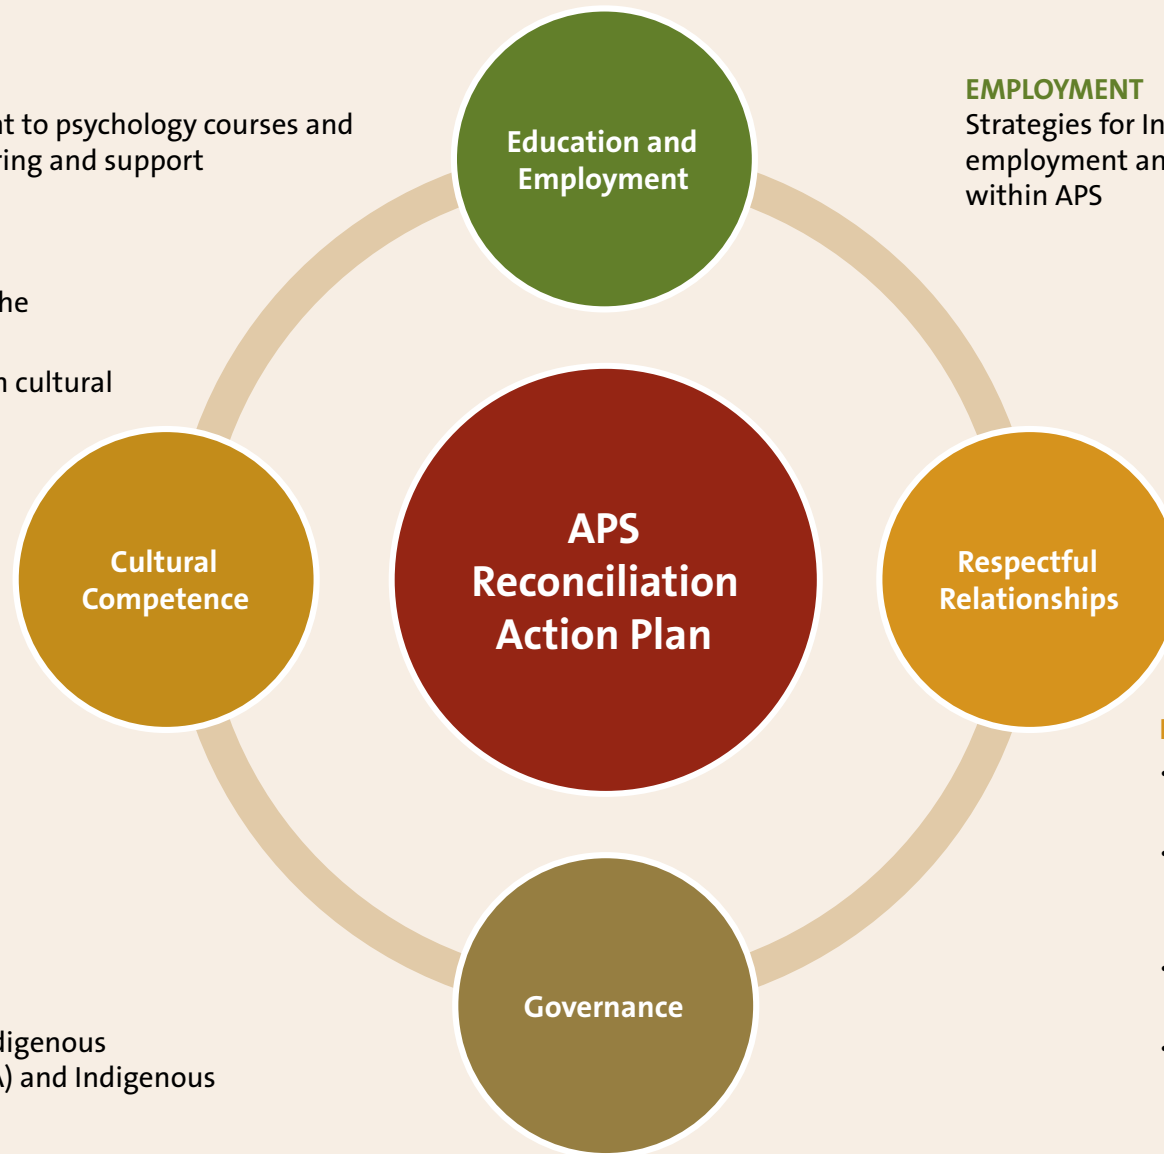 nt to psychology courses and
ring and support
Education and
Employment
EMPLOYMENT
Strategies for In
employment an
within APS
he
n cultural
Cultural
Competence
APS
Reconciliation
Action Plan
Respectful
Relationships
•
•
•
•
Governance
digenous
A) and Indigenous